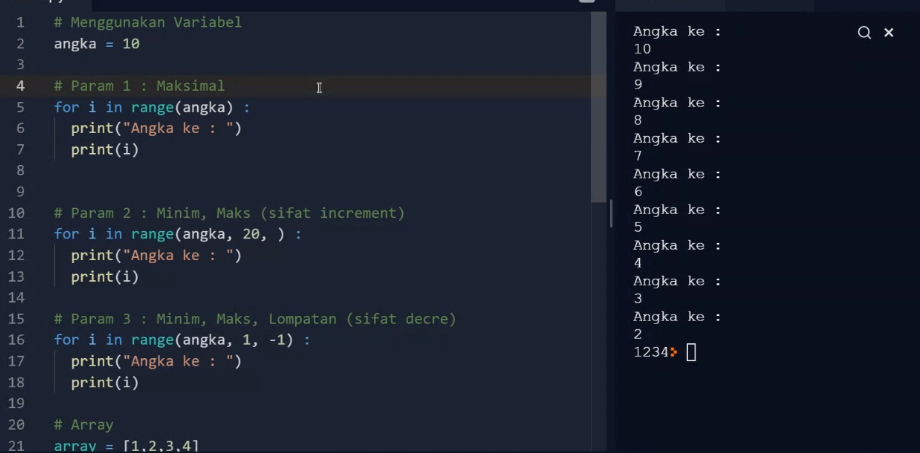 1 # Menggunakan Variabel
2 angka = 10
3
4 # Param 1 : Maksimal
5 for i in range(angka) :
6 print("Angka ke : ")
7 print(i)
8
9
10 # Param 2 : Minim, Maks (sifat increment)
11 for i in range(angka, 20, ) :
12 print("Angka ke : ")
13 print(i)
14
15 # Param 3 : Minim, Maks, Lompatan (sifat decre)
16 for i in range(angka, 1, -1) :
17 print("Angka ke : ")
18 print(i)
19
20 # Array
21 array = [1,2,3,4]
Angka ke :
10
Angka ke :
9
Angka ke :
8
Angka ke :
7
Angka ke :
6
Angka ke :
5
Angka ke :
4
Angka ke :
3
Angka ke :
2
1234>